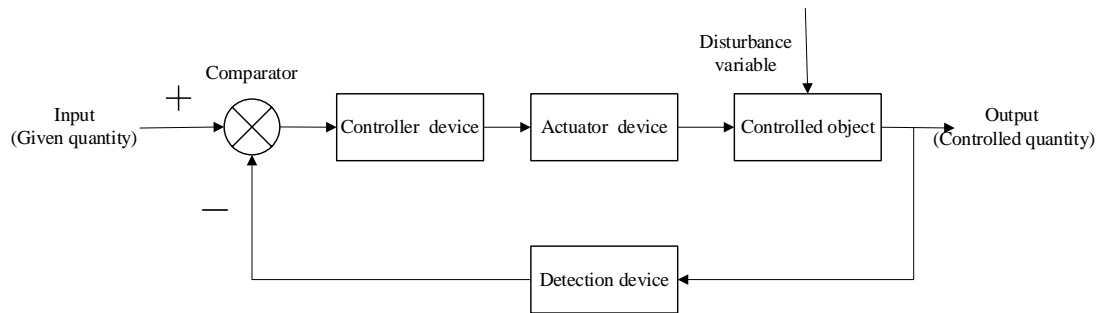 Disturbance
variable
Comparator
+
Input
(Given quantity)
Controller device
Actuator device
Controlled object
Output
(Controlled quantity)
—
Detection device